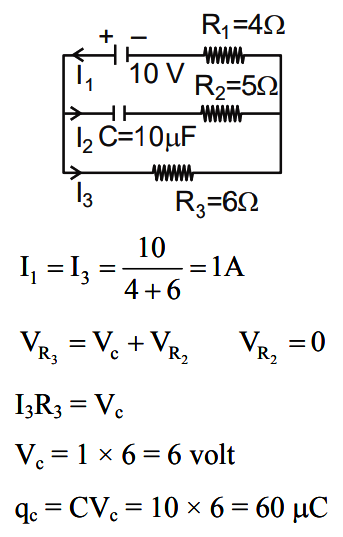 R₁=4Ω
+ −
I₁ 10 V
R₂=5Ω
I₂ C=10μF
I₃
R₃=6Ω
I₁ = I₃ = 10/(4+6) = 1A
V_R₃ = V_c + V_R₂ V_R₂ = 0
I₃R₃ = V_c
V_c = 1 × 6 = 6 volt
q_c = CV_c = 10 × 6 = 60 μC